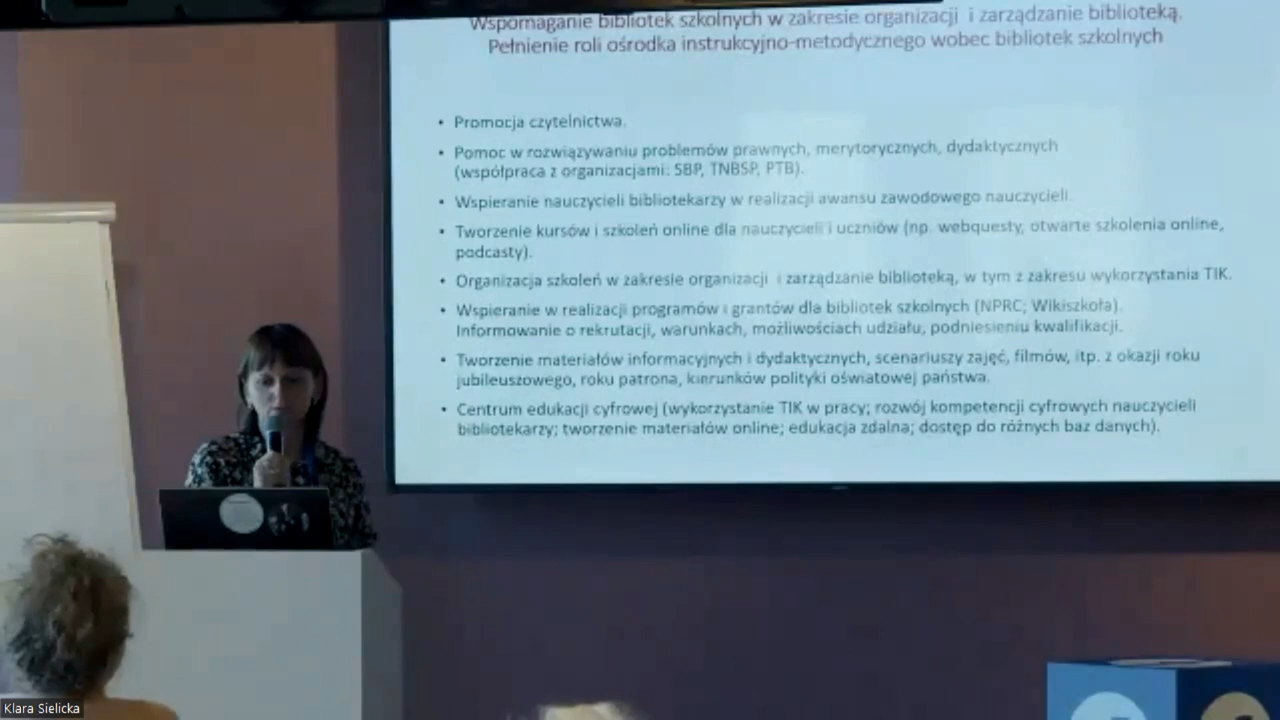 Wspomaganie bibliotek szkolnych w zakresie organizacji i zarządzanie biblioteką.
Pełnienie roli ośrodka instrukcyjno-metodycznego wobec bibliotek szkolnych
• Promocja czytelnictwa.
• Pomoc w rozwiązywaniu problemów prawnych, merytorycznych, dydaktycznych
(współpraca z organizacjami: SBP, TNBSP, PTB).
• Wspieranie nauczycieli bibliotekarzy w realizacji awansu zawodowego nauczycieli.
• Tworzenie kursów i szkoleń online dla nauczycieli i uczniów (np. webquesty, otwarte szkolenia online,
podcasty).
• Organizacja szkoleń w zakresie organizacji i zarządzanie biblioteką, w tym z zakresu wykorzystania TIK.
• Wspieranie w realizacji programów i grantów dla bibliotek szkolnych (NPRC; Wikiszkoła).
Informowanie o rekrutacji, warunkach, możliwościach udziału, podniesieniu kwalifikacji.
• Tworzenie materiałów informacyjnych i dydaktycznych, scenariuszy zajęć, filmów, itp. z okazji roku
jubileuszowego, roku patrona, kierunków polityki oświatowej państwa.
• Centrum edukacji cyfrowej (wykorzystanie TIK w pracy; rozwój kompetencji cyfrowych nauczycieli
bibliotekarzy; tworzenie materiałów online; edukacja zdalna; dostęp do różnych baz danych).
Klara Sielicka